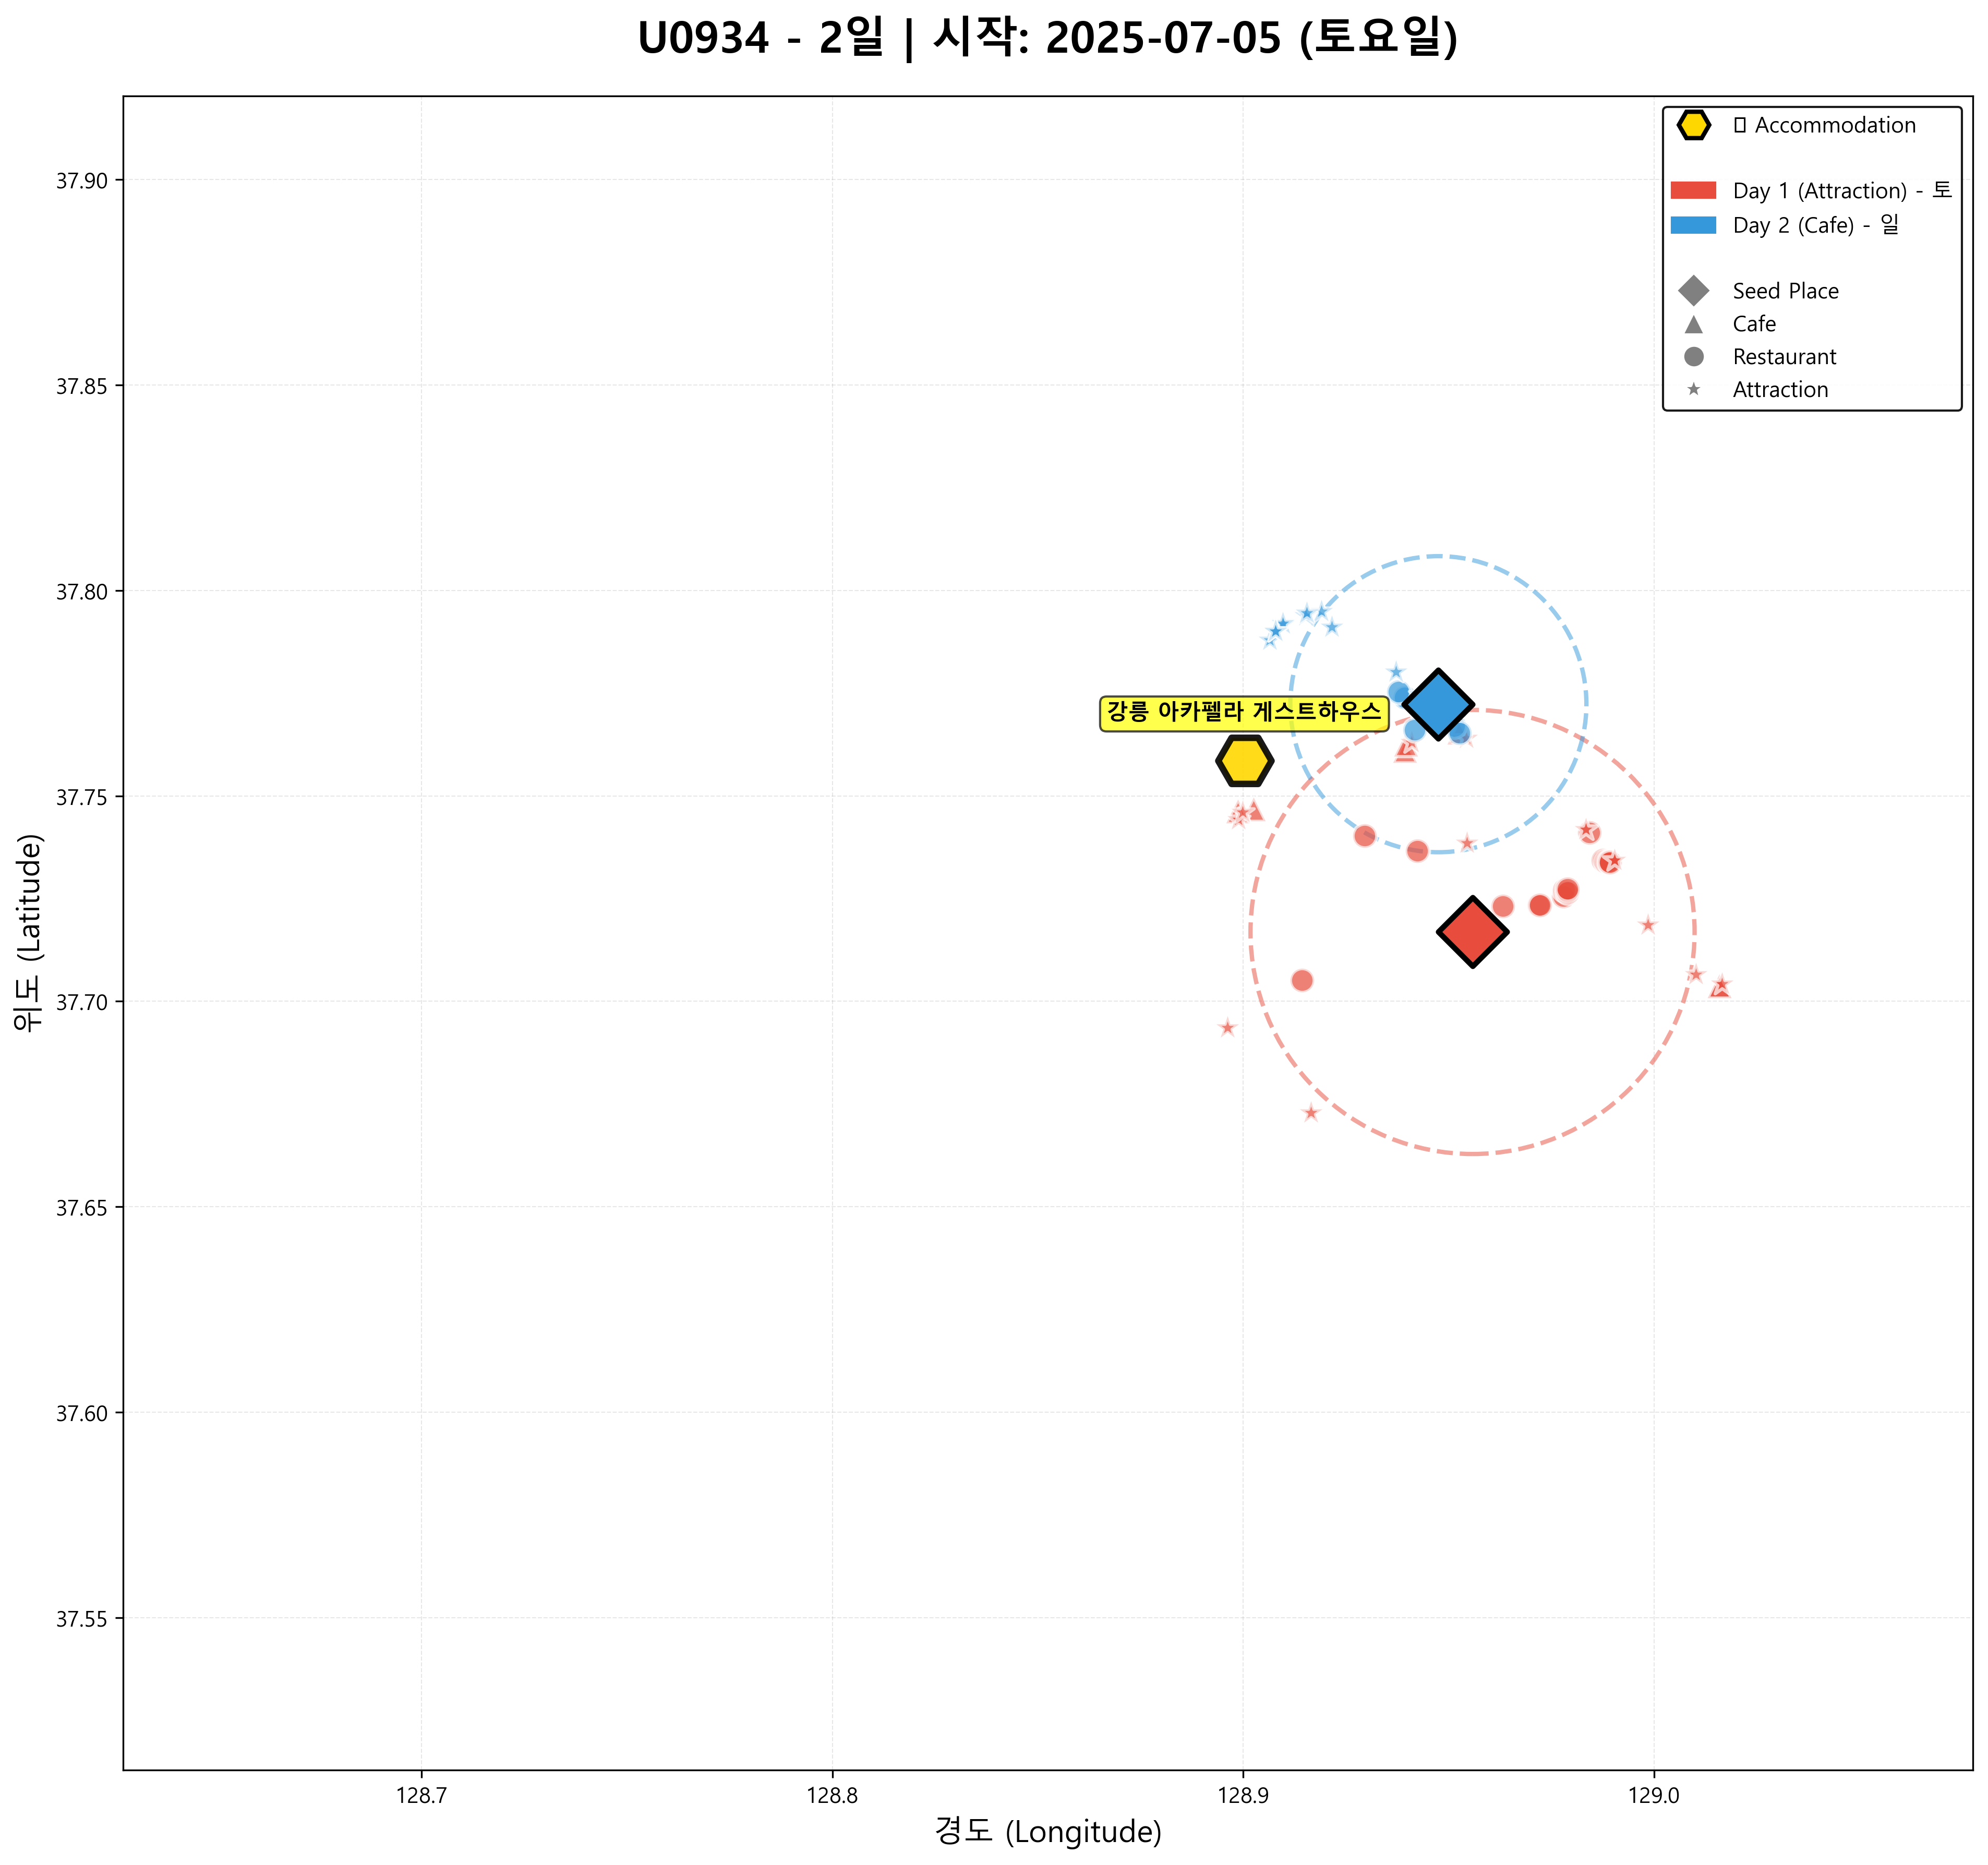 U0934 - 2일 | 시작: 2025-07-05 (토요일)
Accommodation
Day 1 (Attraction) - 토
Day 2 (Cafe) - 일
Seed Place
Cafe
Restaurant
Attraction
강릉 아카펠라 게스트하우스
위도 (Latitude)
37.90
37.85
37.80
37.75
37.70
37.65
37.60
37.55
128.7
128.8
128.9
129.0
경도 (Longitude)